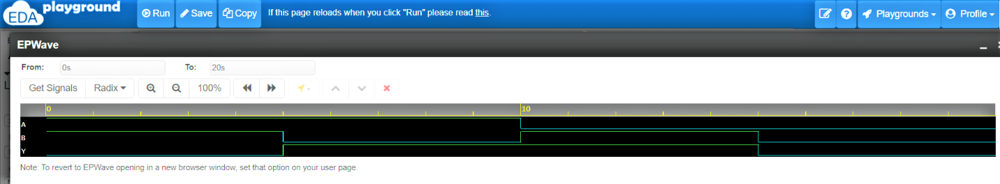 EDA playground
Run Save Copy If this page reloads when you click "Run" please read this. Playgrounds Profile
EPWave
From: 0s To: 20s
Get Signals Radix 100% -
0 10
A
B
Y
Note: To revert to EPWave opening in a new browser window, set that option on your user page.